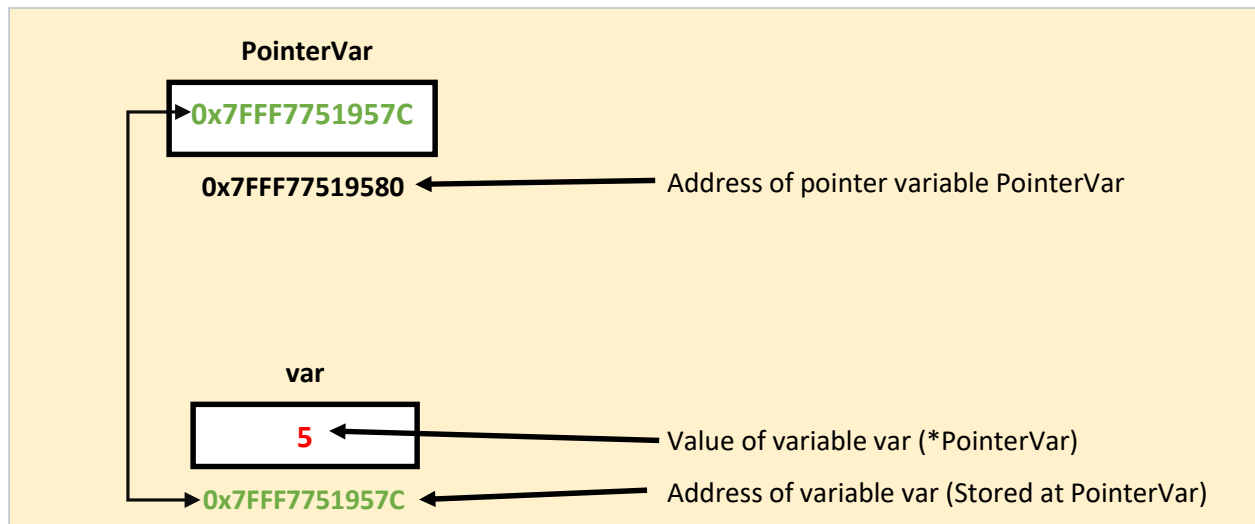 PointerVar
0x7FFF7751957C
0x7FFF77519580
Address of pointer variable PointerVar
var
5
Value of variable var (*PointerVar)
0x7FFF7751957C
Address of variable var (Stored at PointerVar)